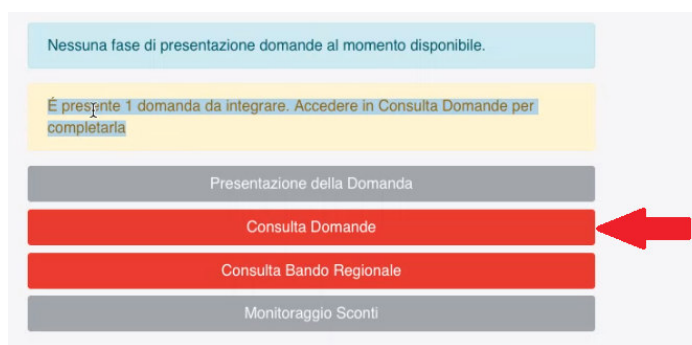 Nessuna fase di presentazione domande al momento disponibile.
É presente 1 domanda da integrare. Accedere in Consulta Domande per
completarla
Presentazione della Domanda
Consulta Domande
Consulta Bando Regionale
Monitoraggio Sconti